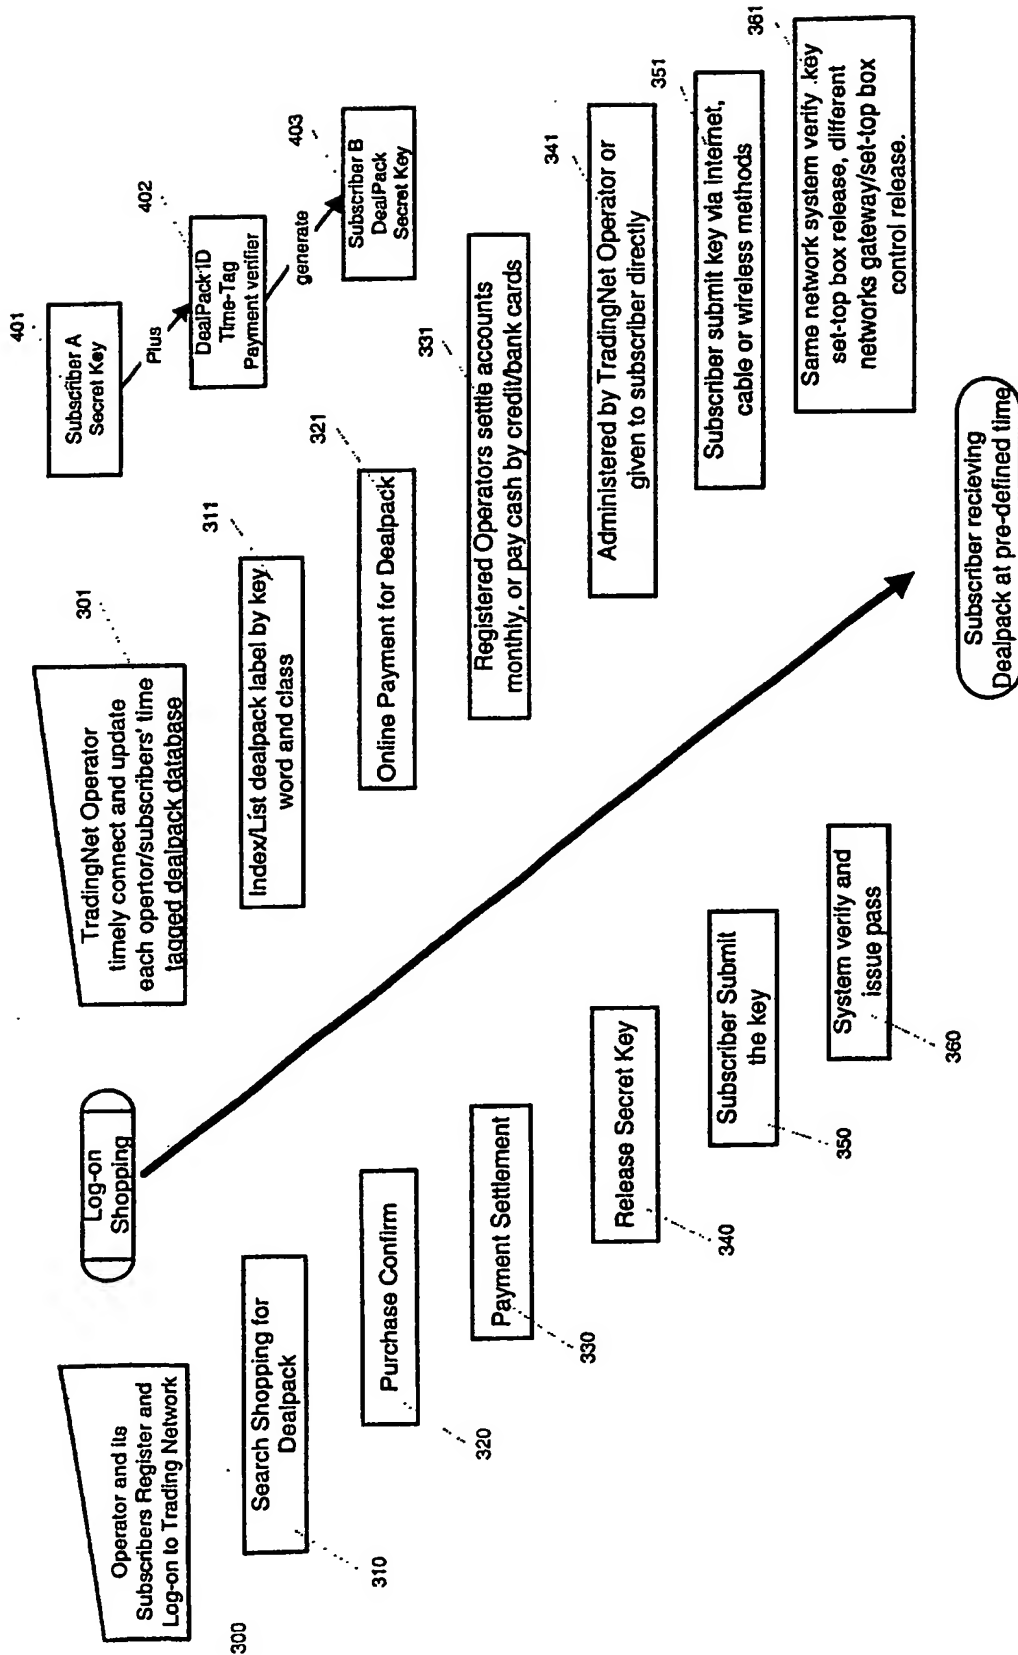 Log-on
Shopping
Operator and its
Subscribers Register and
Log-on to Trading Network
300
TradingNet Operator
timely connect and update
each opertor/subscribers' time
tagged dealpack database
301
Search Shopping for
Dealpack
310
Index/List dealpack label by key
word and class
311
Purchase Confirm
320
Online Payment for Dealpack
321
Payment Settlement
330
Registered Operators settle accounts
monthly, or pay cash by credit/bank cards
331
Release Secret Key
340
Administered by TradingNet Operator or
given to subscriber directly
341
Subscriber Submit
the key
350
Subscriber submit key via internet,
cable or wireless methods
351
System verify and
issue pass
360
Same network system verify key
set-top box release, different
networks gateway/set-top box
control release.
361
Subscriber A
Secret Key
401
Plus
DealPack ID
Time-Tag
Payment verifier
402
generate
Subscriber B
DealPack
Secret Key
403
Subscriber recieving
Dealpack at pre-defined time